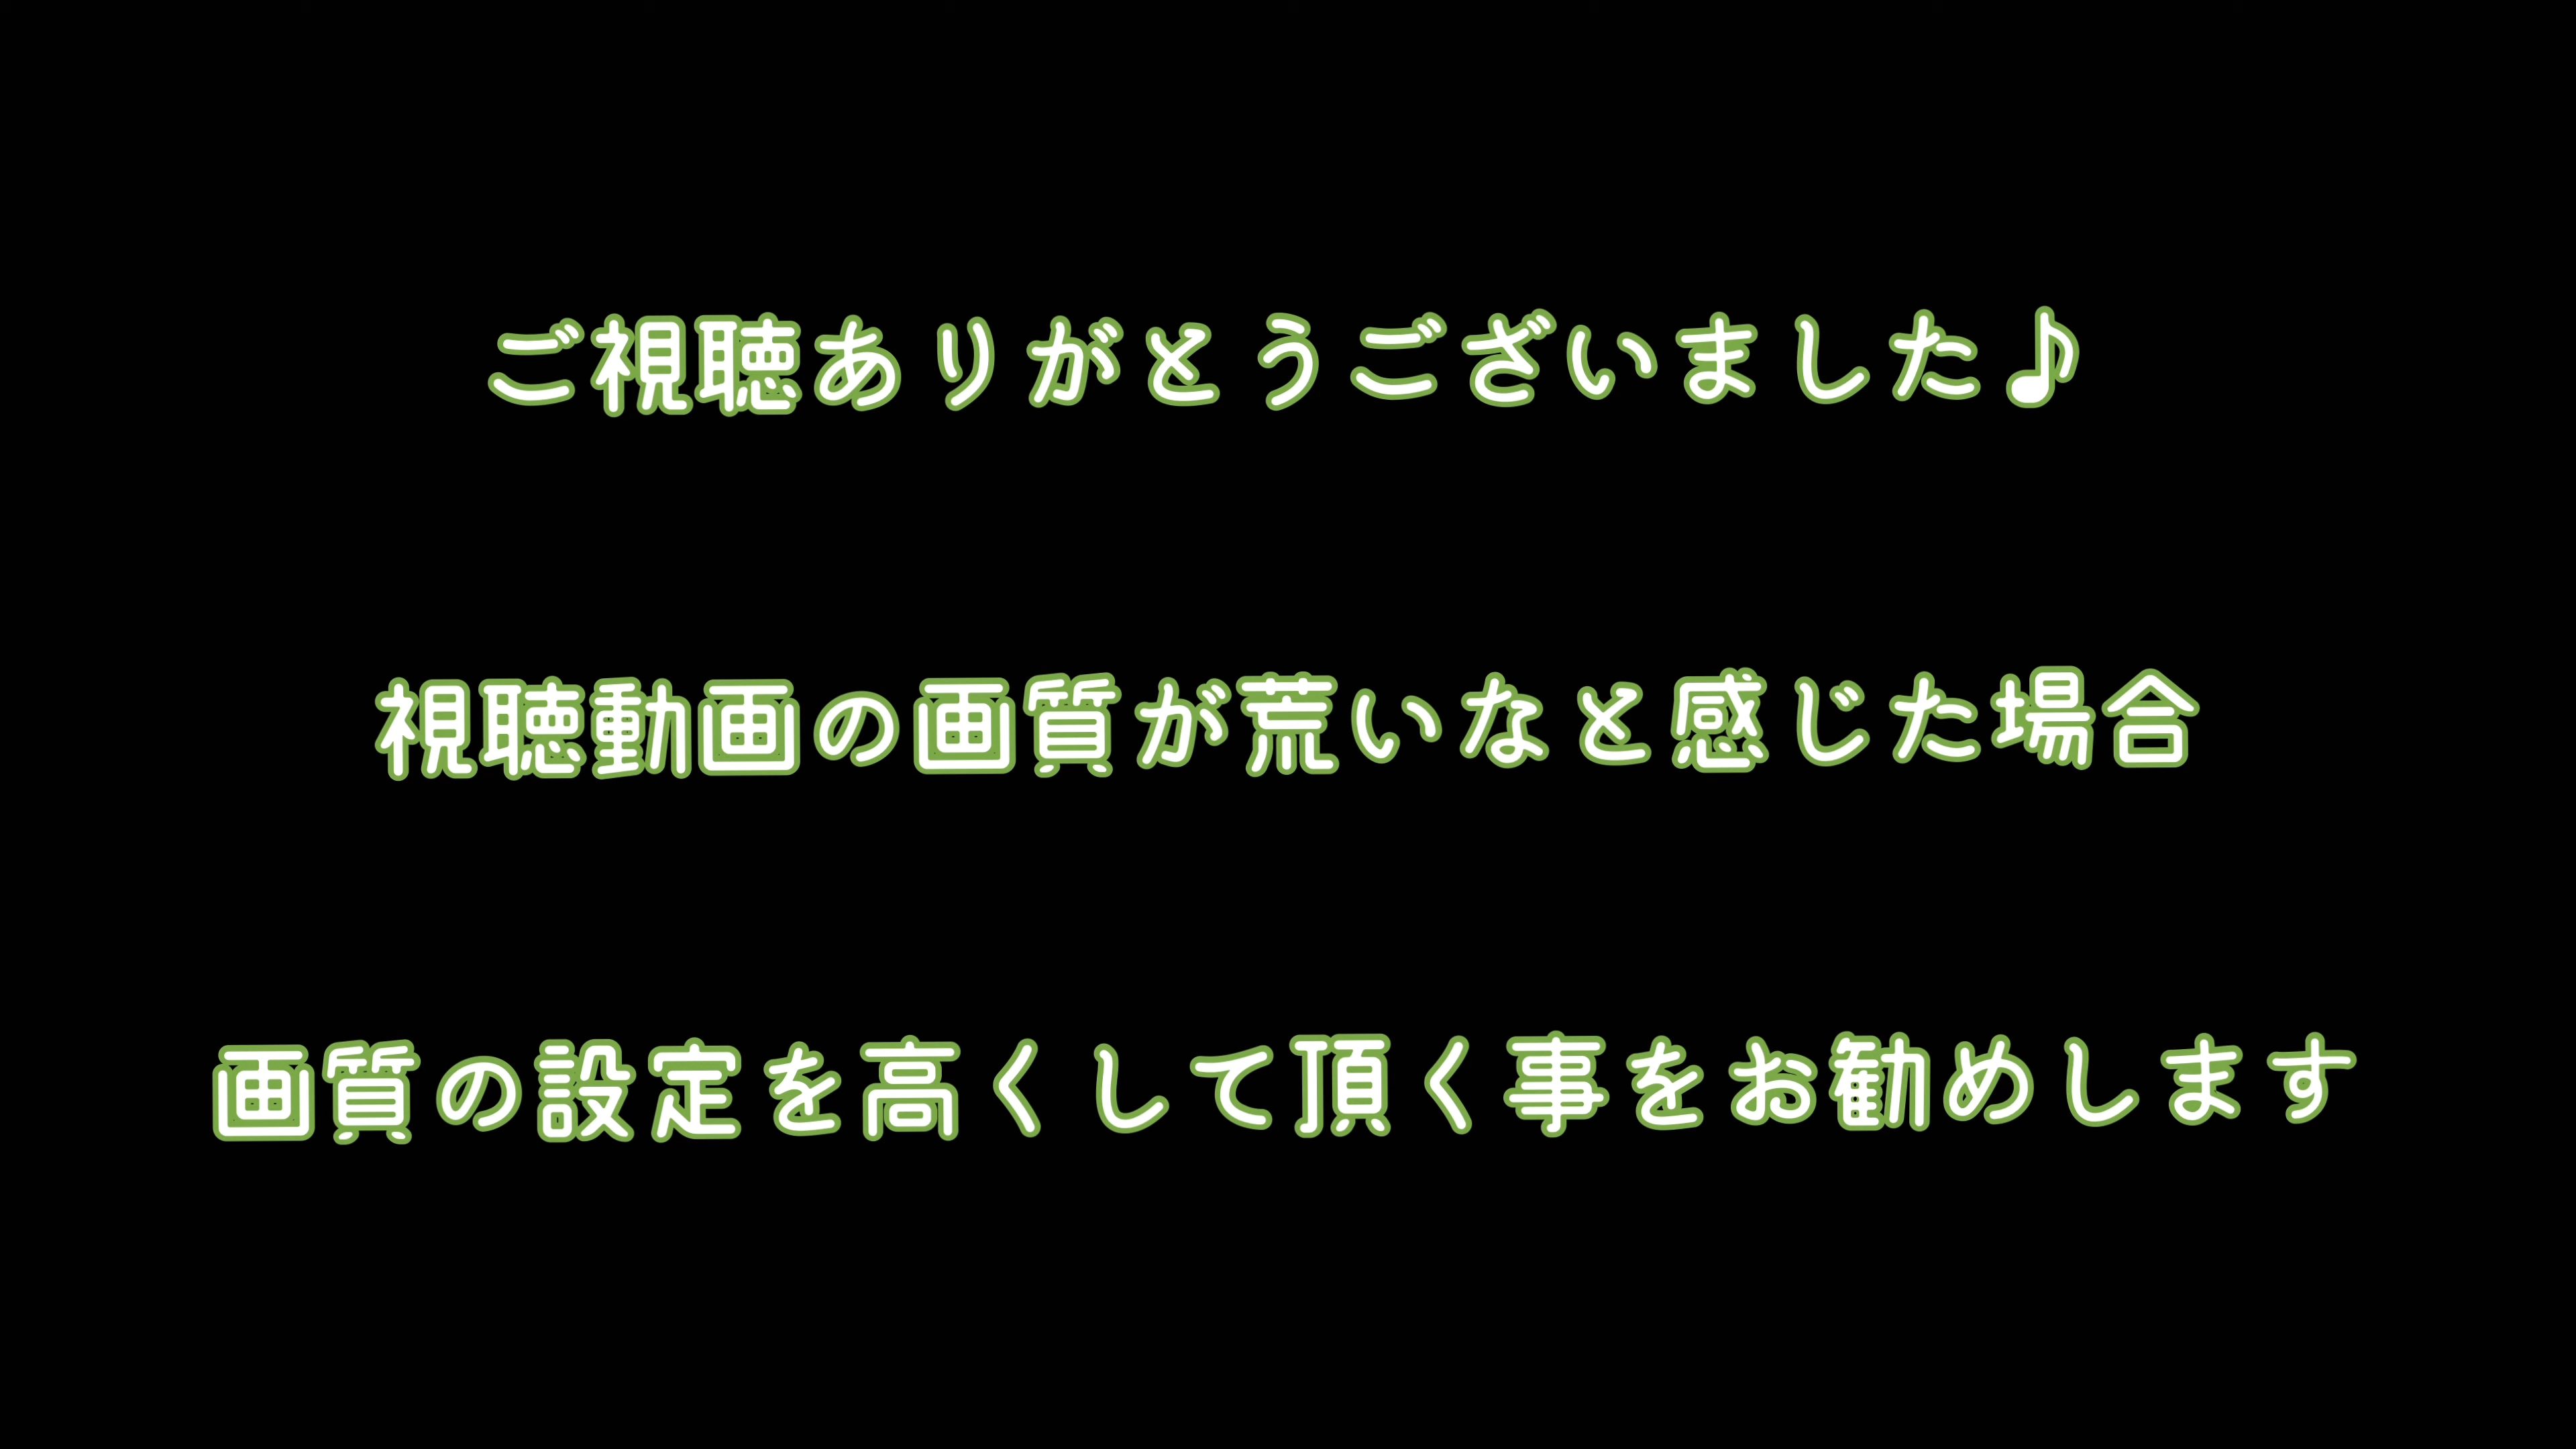 ご視聴ありがとうございました♪
視聴動画の画質が荒いなと感じた場合
画質の設定を高くして頂く事をお勧めします